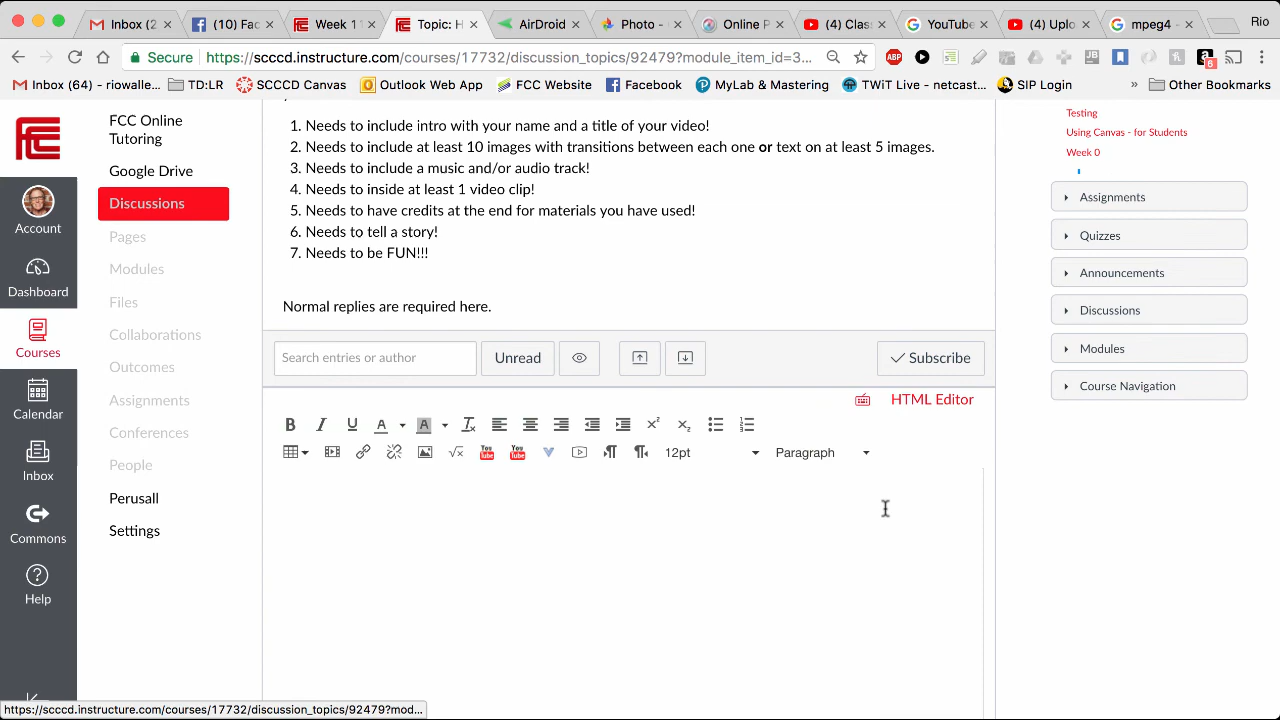 Inbox (2
(10) Fac
Week 1
Topic: H
AirDroid
Photo -
Online P
(4) Clas
YouTube
(4) Uplo
mpeg4 -
Rio
Secure
https://scccd.instructure.com/courses/17732/discussion_topics/92479?module_item_id=3...
ABP
JB
8
Inbox (64) - riowalle...
TD:LR
SCCCD Canvas
Outlook Web App
FCC Website
Facebook
MyLab & Mastering
TWiT Live - netcast...
SIP Login
»
Other Bookmarks
Account
Dashboard
Courses
Calendar
Inbox
Commons
Help
FCC Online
Tutoring
Google Drive
Discussions
Pages
Modules
Files
Collaborations
Outcomes
Assignments
Conferences
People
Perusall
Settings
1. Needs to include intro with your name and a title of your video!
2. Needs to include at least 10 images with transitions between each one or text on at least 5 images.
3. Needs to include a music and/or audio track!
4. Needs to inside at least 1 video clip!
5. Needs to have credits at the end for materials you have used!
6. Needs to tell a story!
7. Needs to be FUN!!!
Normal replies are required here.
Search entries or author
Unread
Subscribe
HTML Editor
12pt
Paragraph
Testing
Using Canvas - for Students
Week 0
Assignments
Quizzes
Announcements
Discussions
Modules
Course Navigation
https://scccd.instructure.com/courses/17732/discussion_topics/92479?mod...